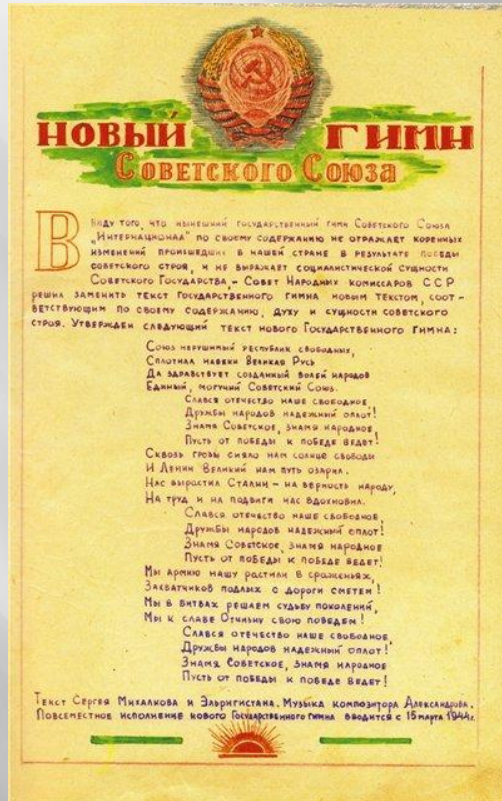 НОВЫЙ ГИМН
Советского Союза
Ввиду того, что нынешний государственный гимн Советского Союза
„Интернационал" по своему содержанию не отражает коренных
изменений происшедших в нашей стране в результате победы
советского строя, и не выражает социалистической сущности
Советского Государства, – Совет Народных комиссаров ССР
решил заменить текст Государственного гимна новым текстом, соот-
ветствующим по своему содержанию, духу и сущности советского
строя. Утвержден следующий текст нового Государственного гимна:
Союз нерушимый республик свободных,
Сплотила навеки Великая Русь
Да здравствует созданный волей народов
Единый, могучий Советский Союз.
Славься отечество наше свободное
Дружбы народов надежный оплот!
Знамя Советское, знамя народное,
Пусть от победы к победе ведет!
Сквозь грозы сияло нам солнце свободы
И Ленин Великий нам путь озарил.
Нас вырастил Сталин – на верность народу,
На труд и на подвиги нас вдохновил.
Славься отечество наше свободное,
Дружбы народов надежный оплот!
Знамя Советское, знамя народное
Пусть от победы к победе ведет!
Мы армию нашу растили в сраженьях,
Захватчиков подлых с дороги сметем!
Мы в битвах решаем судьбу поколений,
Мы к славе Отчизну свою поведем!
Славься отечество наше свободное,
Дружбы народов надежный оплот!
Знамя Советское, знамя народное
Пусть от победы к победе ведет!
Текст Сергея Михалкова и Эльригистана. Музыка композитора Александрова.
Повсеместное исполнение нового Государственного гимна вводится с 15 марта 1944г.